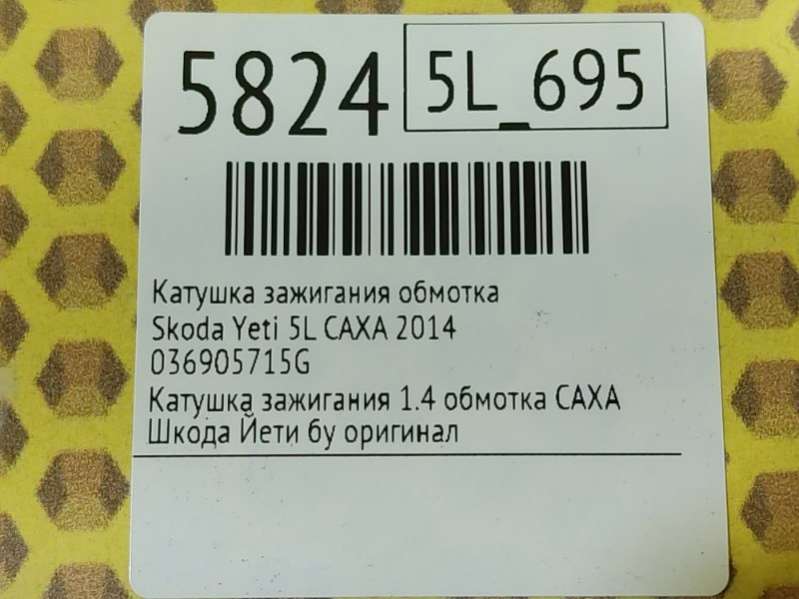 5824 5L_695
Катушка зажигания обмотка
Skoda Yeti 5L CAXA 2014
036905715G
Катушка зажигания 1.4 обмотка CAXA
Шкода Йети бу оригинал